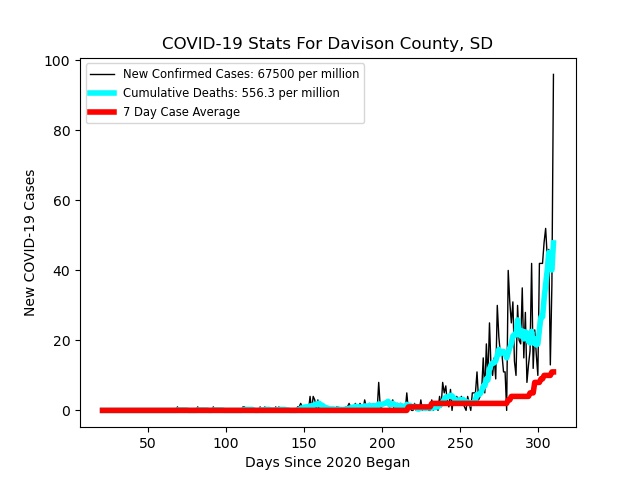 COVID-19 Stats For Davison County, SD
New Confirmed Cases: 67500 per million
Cumulative Deaths: 556.3 per million
7 Day Case Average
New COVID-19 Cases
100
80
60
40
20
0
50 100 150 200 250 300
Days Since 2020 Began